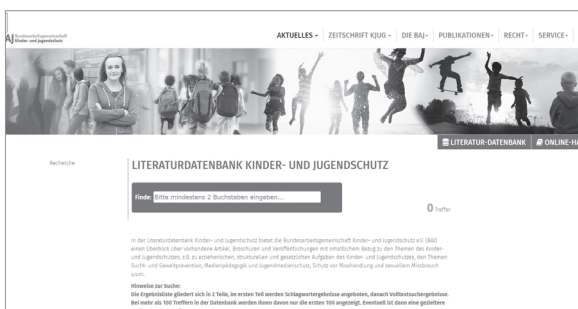 AJ Bundesarbeitsgemeinschaft
Kinder- und Jugendschutz
AKTUELLES ZEITSCHRIFT KJUG DIE BAJ PUBLIKATIONEN RECHT SERVICE
LITERATUR-DATENBANK ONLINE-HA
Recherche
LITERATURDATENBANK KINDER- UND JUGENDSCHUTZ
Finde: Bitte mindestens 2 Buchstaben eingeben...
0 Treffer
In der Literaturdatenbank Kinder- und Jugendschutz bietet die Bundesarbeitsgemeinschaft Kinder- und Jugendschutz e.V. (BAJ)
einen Überblick über vorhandene Artikel, Broschüren und Veröffentlichungen mit inhaltlichem Bezug zu den Themen des Kinder-
und Jugendschutzes, z.B. zu erzieherischen, strukturellen und gesetzlichen Aufgaben des Kinder- und Jugendschutzes, den Themen
Sucht- und Gewaltprävention, Medienpädagogik und Jugendmedienschutz, Schutz vor Misshandlung und sexuellem Missbrauch
u.v.m.
Hinweise zur Suche:
Die Ergebnisliste gliedert sich in 2 Teile, im ersten Teil werden Schlagwortergebnisse angeboten, danach Volltextsuchergebnisse.
Bei mehr als 100 Treffern in der Datenbank werden Ihnen davon nur die ersten 100 angezeigt. Eventuell ist dann eine gezieltere